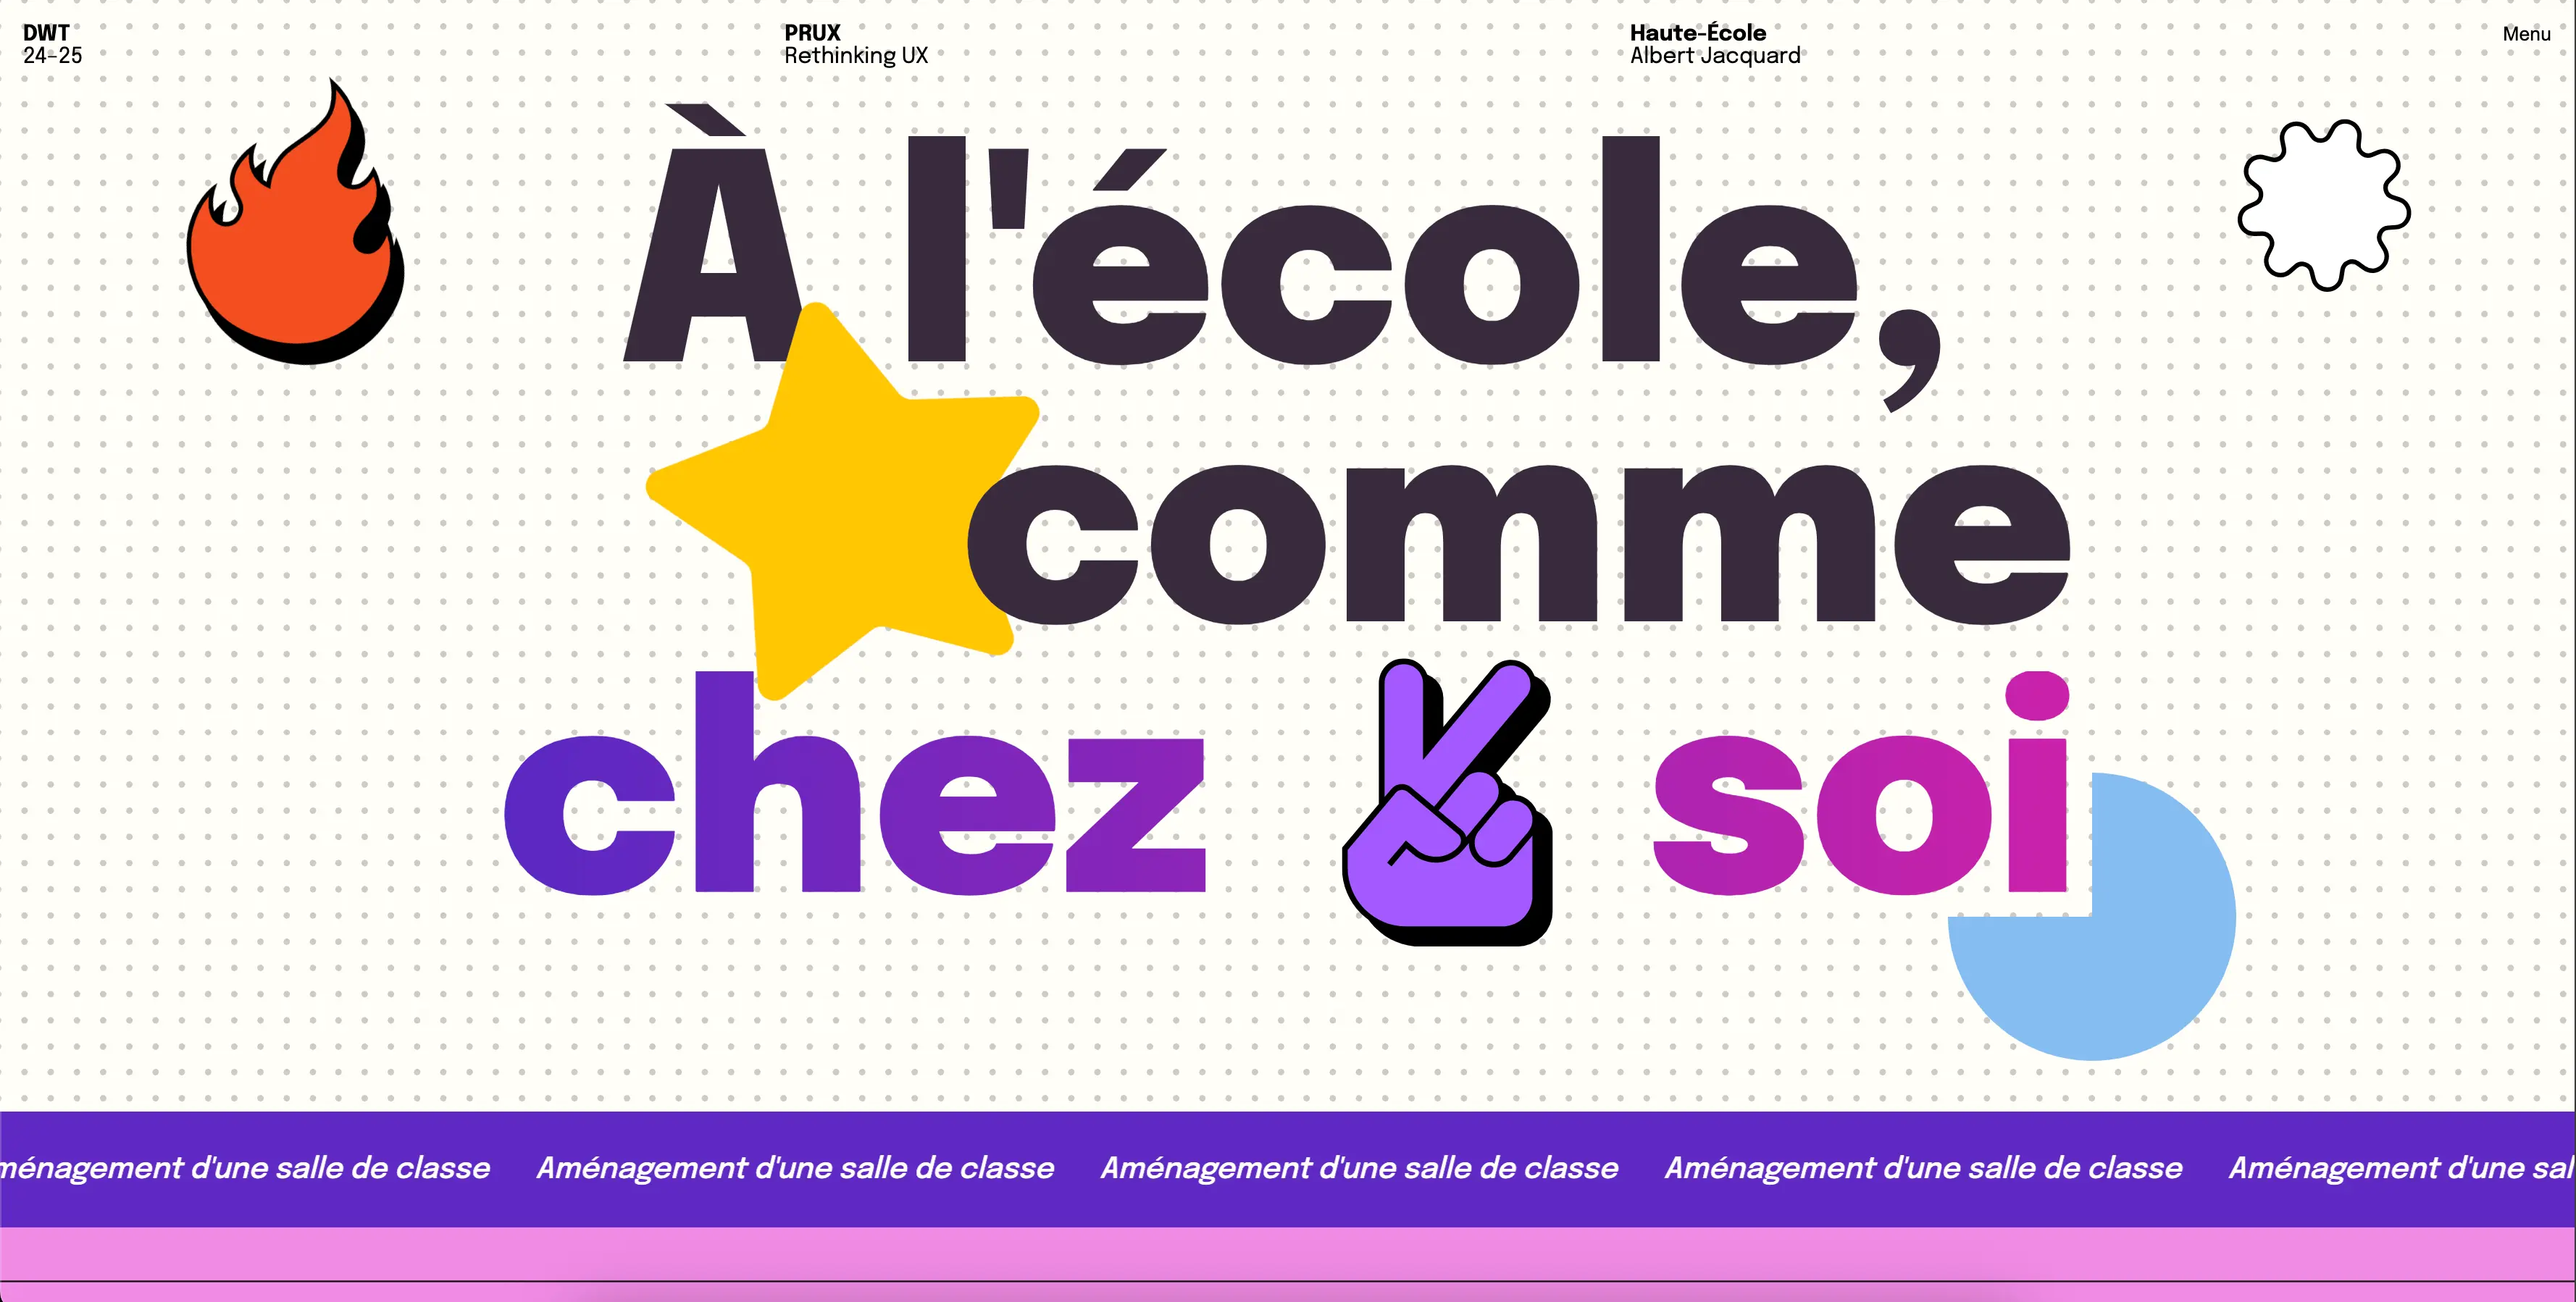 DWT
24-25
PRUX
Rethinking UX
Haute-École
Albert Jacquard
Menu
À l'école,
comme
chez soi
ménagement d'une salle de classe Aménagement d'une salle de classe Aménagement d'une salle de classe Aménagement d'une salle de classe Aménagement d'une sal